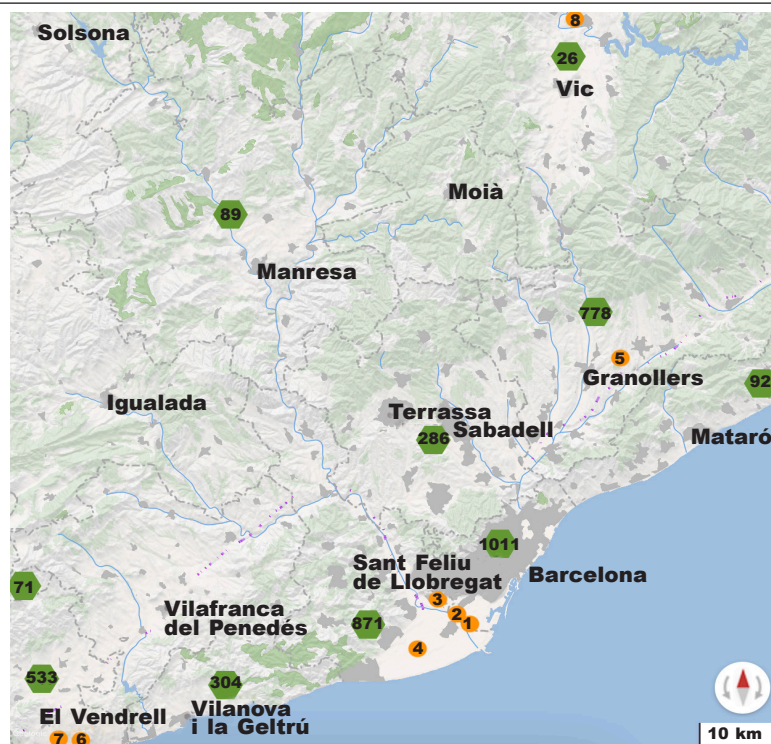 8
Solsona
26
Vic
Moià
89
Manresa
778
5
Granollers
92
Igualada
Terrassa
286
Sabadell
Mataró
1011
Sant Feliu
de Llobregat
Barcelona
71
3
Vilafranca
del Penedés
871
2
1
4
533
304
El Vendrell
Vilanova
i la Geltrú
7
6
10 km